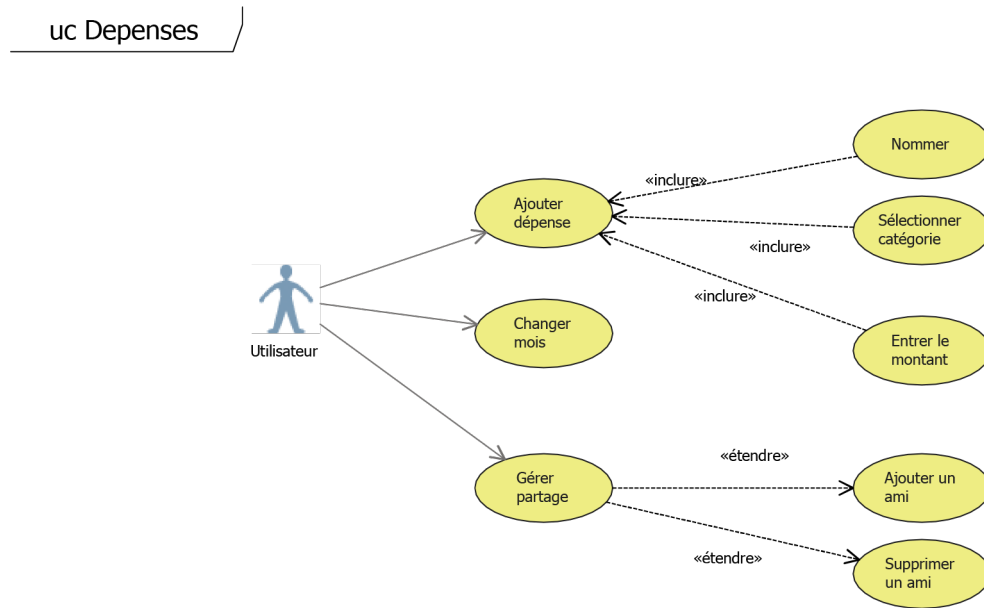 uc Depenses
Nommer
«inclure»
Ajouter
dépense
Sélectionner
catégorie
«inclure»
«inclure»
Utilisateur
Changer
mois
Entrer le
montant
«étendre»
Gérer
partage
Ajouter un
ami
«étendre»
Supprimer
un ami